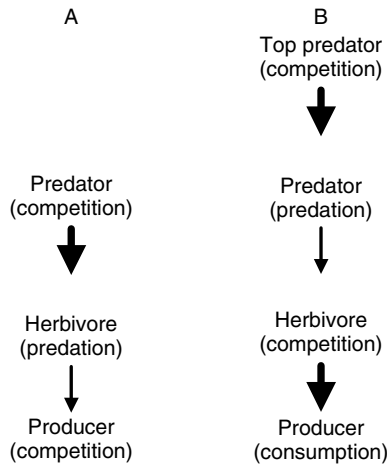 A
Predator
(competition)
Herbivore
(predation)
Producer
(competition)
B
Top predator
(competition)
Predator
(predation)
Herbivore
(competition)
Producer
(consumption)